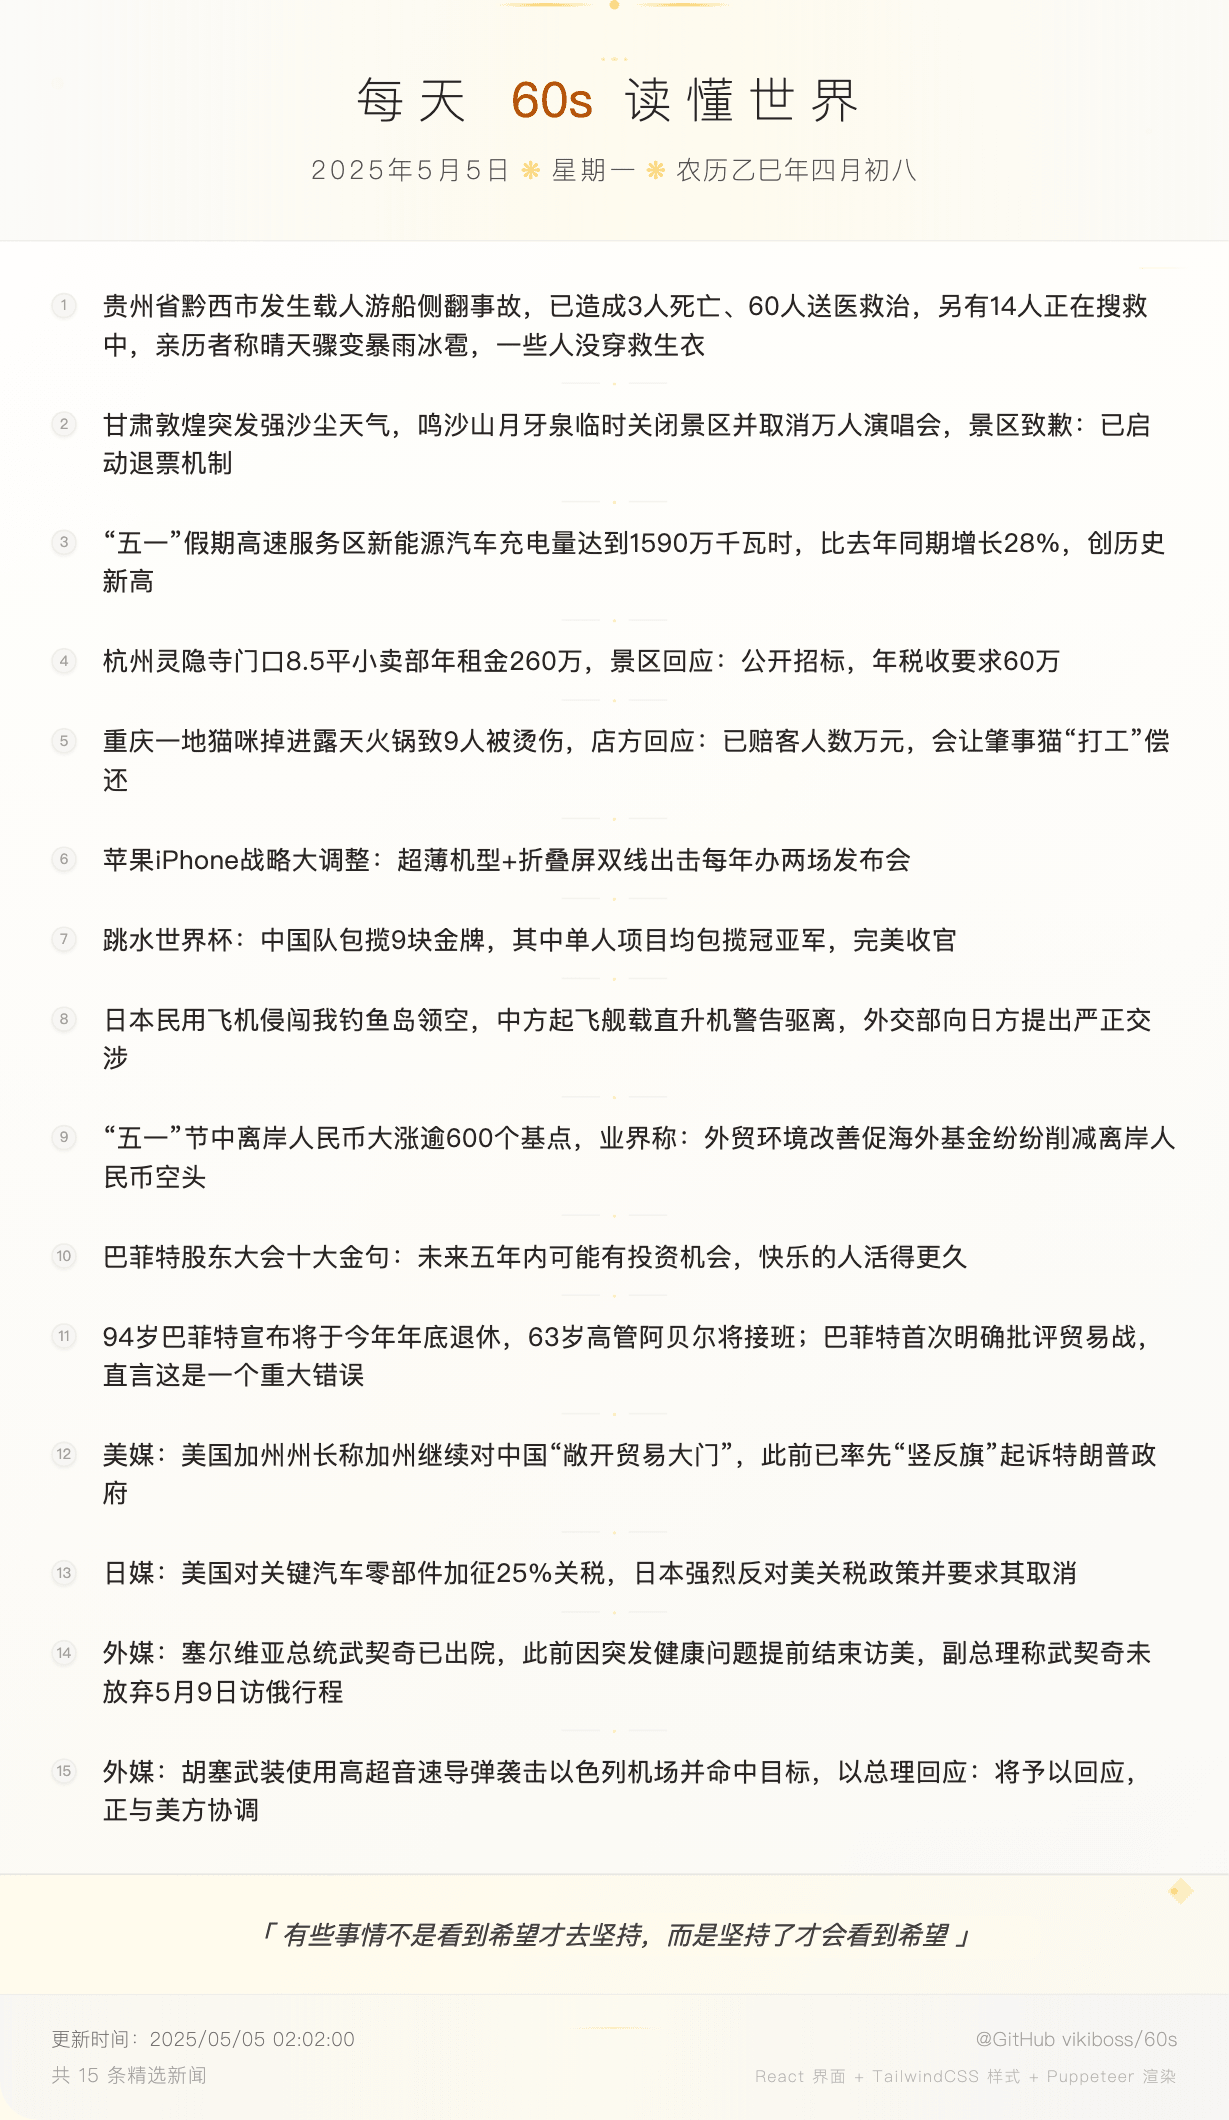 每天 60s 读懂世界
2025年5月5日 ❋ 星期一 ❋ 农历乙巳年四月初八
1 贵州省黔西市发生载人游船侧翻事故，已造成3人死亡、60人送医救治，另有14人正在搜救
中，亲历者称晴天骤变暴雨冰雹，一些人没穿救生衣
2 甘肃敦煌突发强沙尘天气，鸣沙山月牙泉临时关闭景区并取消万人演唱会，景区致歉：已启
动退票机制
3 “五一”假期高速服务区新能源汽车充电量达到1590万千瓦时，比去年同期增长28%，创历史
新高
4 杭州灵隐寺门口8.5平小卖部年租金260万，景区回应：公开招标，年税收要求60万
5 重庆一地猫咪掉进露天火锅致9人被烫伤，店方回应：已赔客人数万元，会让肇事猫“打工”偿
还
6 苹果iPhone战略大调整：超薄机型+折叠屏双线出击每年办两场发布会
7 跳水世界杯：中国队包揽9块金牌，其中单人项目均包揽冠亚军，完美收官
8 日本民用飞机侵闯我钓鱼岛领空，中方起飞舰载直升机警告驱离，外交部向日方提出严正交
涉
9 “五一”节中离岸人民币大涨逾600个基点，业界称：外贸环境改善促海外基金纷纷削减离岸人
民币空头
10 巴菲特股东大会十大金句：未来五年内可能有投资机会，快乐的人活得更久
11 94岁巴菲特宣布将于今年年底退休，63岁高管阿贝尔将接班；巴菲特首次明确批评贸易战，
直言这是一个重大错误
12 美媒：美国加州州长称加州继续对中国“敞开贸易大门”，此前已率先“竖反旗”起诉特朗普政
府
13 日媒：美国对关键汽车零部件加征25%关税，日本强烈反对美关税政策并要求其取消
14 外媒：塞尔维亚总统武契奇已出院，此前因突发健康问题提前结束访美，副总理称武契奇未
放弃5月9日访俄行程
15 外媒：胡塞武装使用高超音速导弹袭击以色列机场并命中目标，以总理回应：将予以回应，
正与美方协调
「 有些事情不是看到希望才去坚持，而是坚持了才会看到希望 」
更新时间：2025/05/05 02:02:00
@GitHub vikiboss/60s
共 15 条精选新闻
React 界面 + TailwindCSS 样式 + Puppeteer 渲染